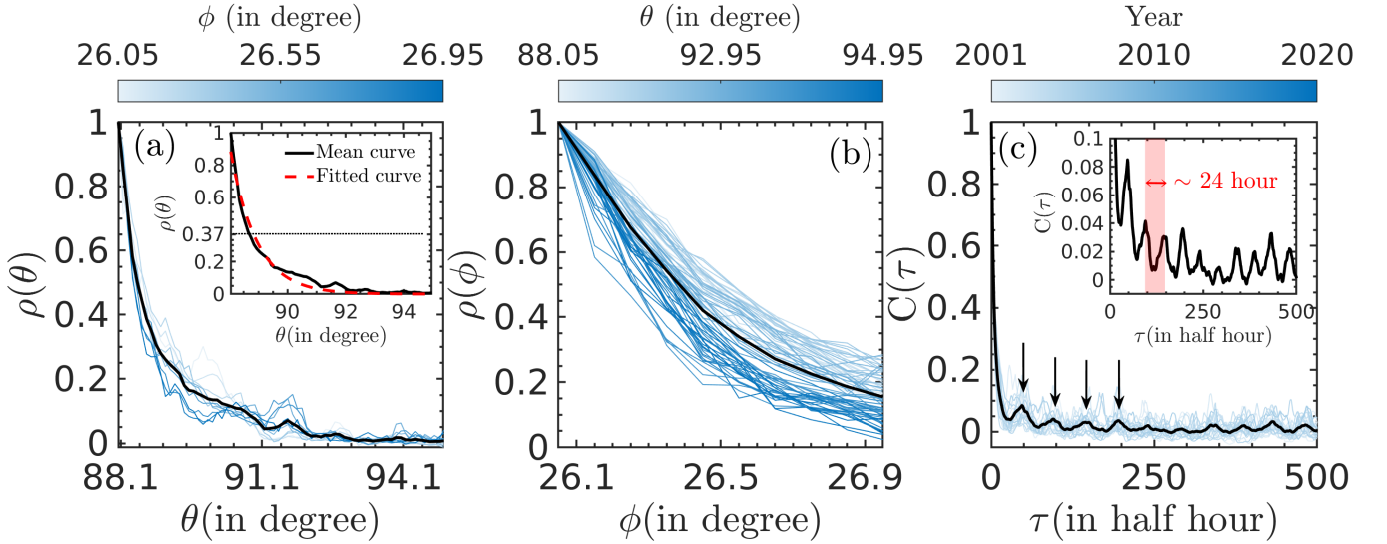 ϕ (in degree)
26.05 26.55 26.95
(a)
1
0.8
0.6
0.4
0.2
0
ρ(θ)
88.1 91.1 94.1
θ(in degree)
1
0.8
0.6
0.37
0.2
0
ρ(θ)
Mean curve
Fitted curve
90 92 94
θ(in degree)
θ (in degree)
88.05 92.95 94.95
(b)
1
0.8
0.6
0.4
0.2
0
ρ(ϕ)
26.1 26.5 26.9
ϕ(in degree)
Year
2001 2010 2020
(c)
1
0.8
0.6
0.4
0.2
0
C(τ)
0 250 500
τ(in half hour)
0.1
0.08
0.06
0.04
0.02
0
C(τ)
∼ 24 hour
0 250 500
τ(in half hour)